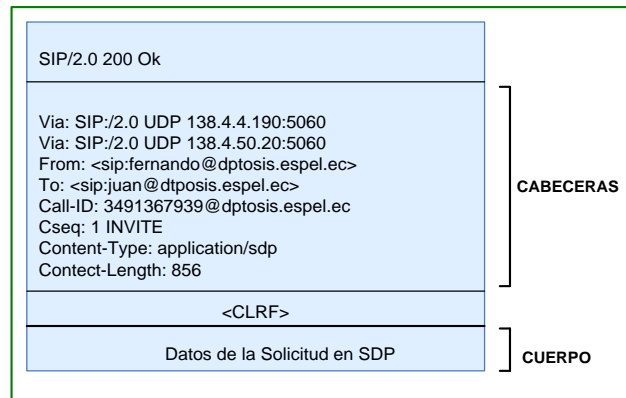 SIP/2.0 200 Ok
Via: SIP:/2.0 UDP 138.4.4.190:5060
Via: SIP:/2.0 UDP 138.4.50.20:5060
From: <sip:fernando@dptosis.espel.ec>
To: <sip:juan@dtposis.espel.ec>
Call-ID: 3491367939@dptosis.espel.ec
Cseq: 1 INVITE
Content-Type: application/sdp
Contect-Length: 856
CABECERAS
<CLRF>
Datos de la Solicitud en SDP
CUERPO